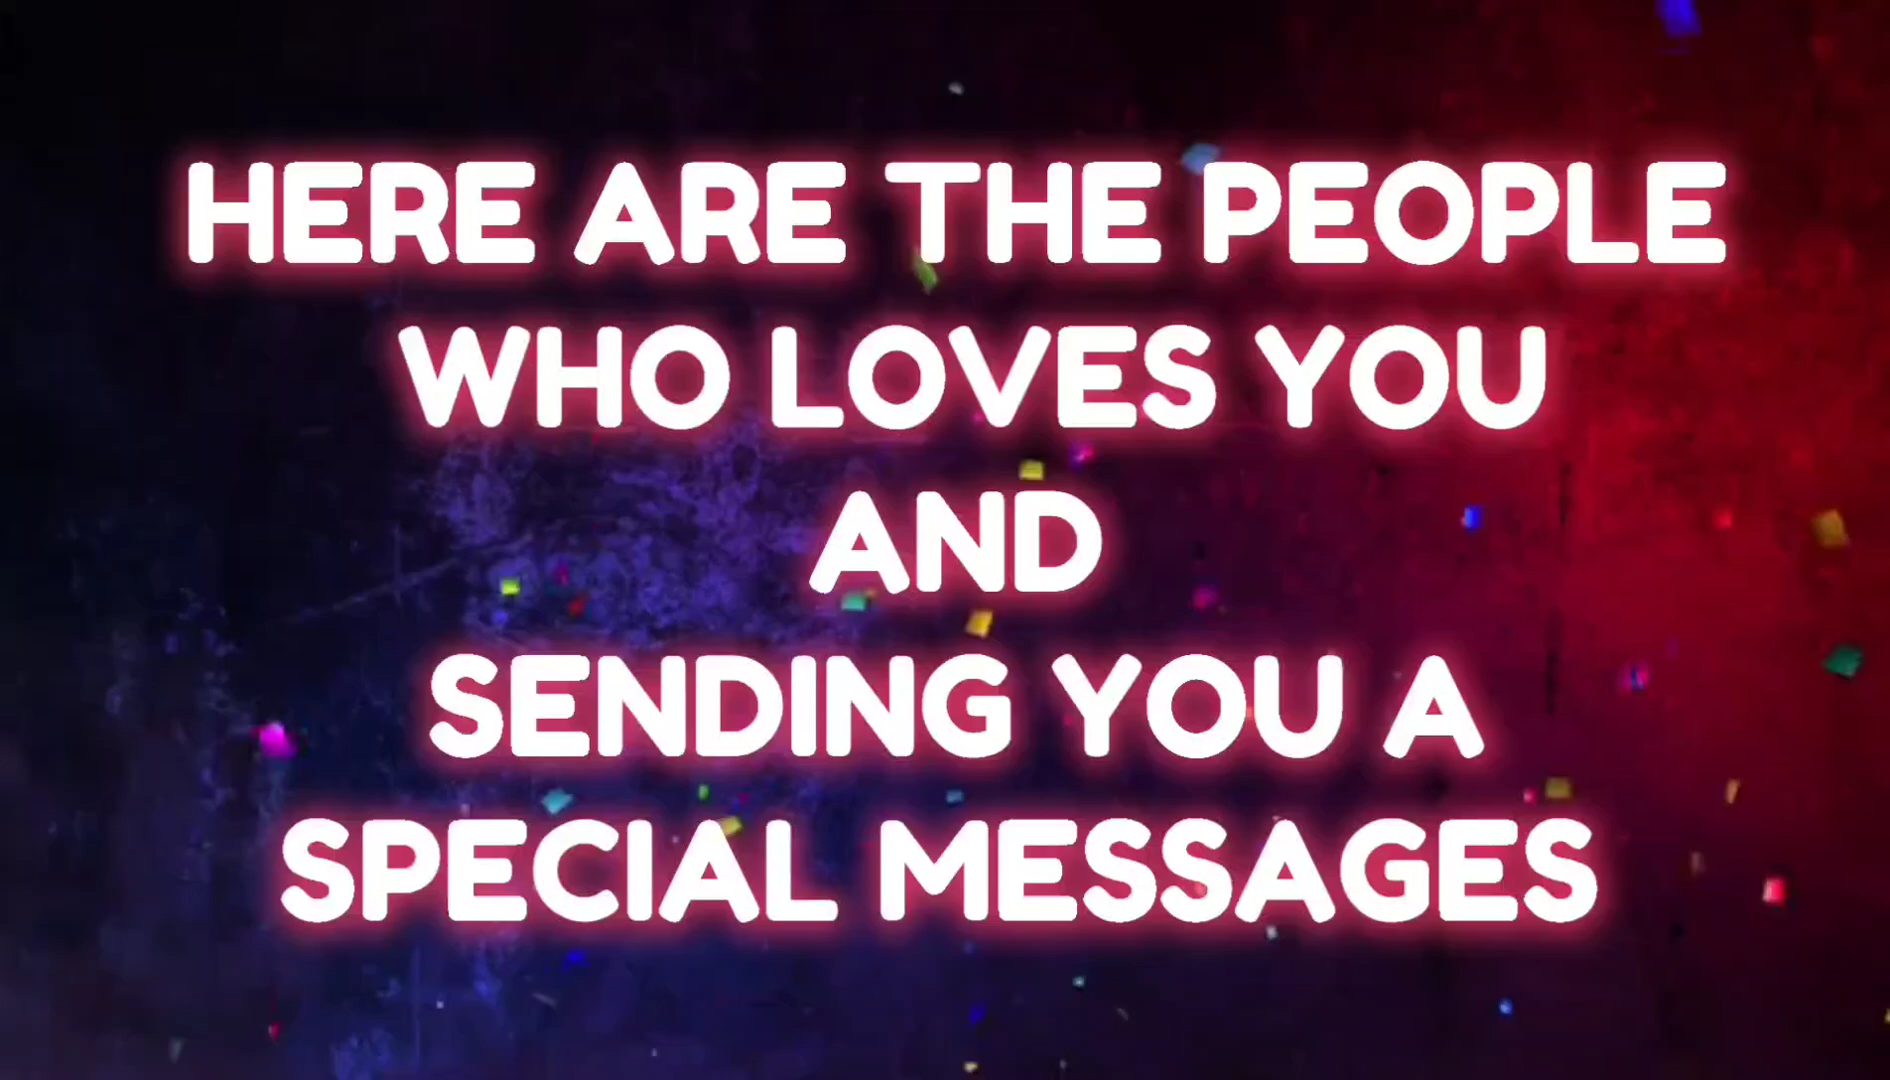 HERE ARE THE PEOPLE
WHO LOVES YOU
AND
SENDING YOU A
SPECIAL MESSAGES